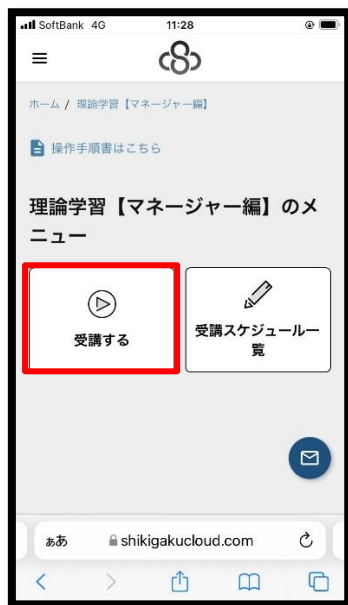 SoftBank 4G 11:28
ホーム / 理論学習【マネージャー編】
操作手順書はこちら
理論学習【マネージャー編】のメ
ニュー
受講する
受講スケジュール一
覧
ぁあ shikigakucloud.com